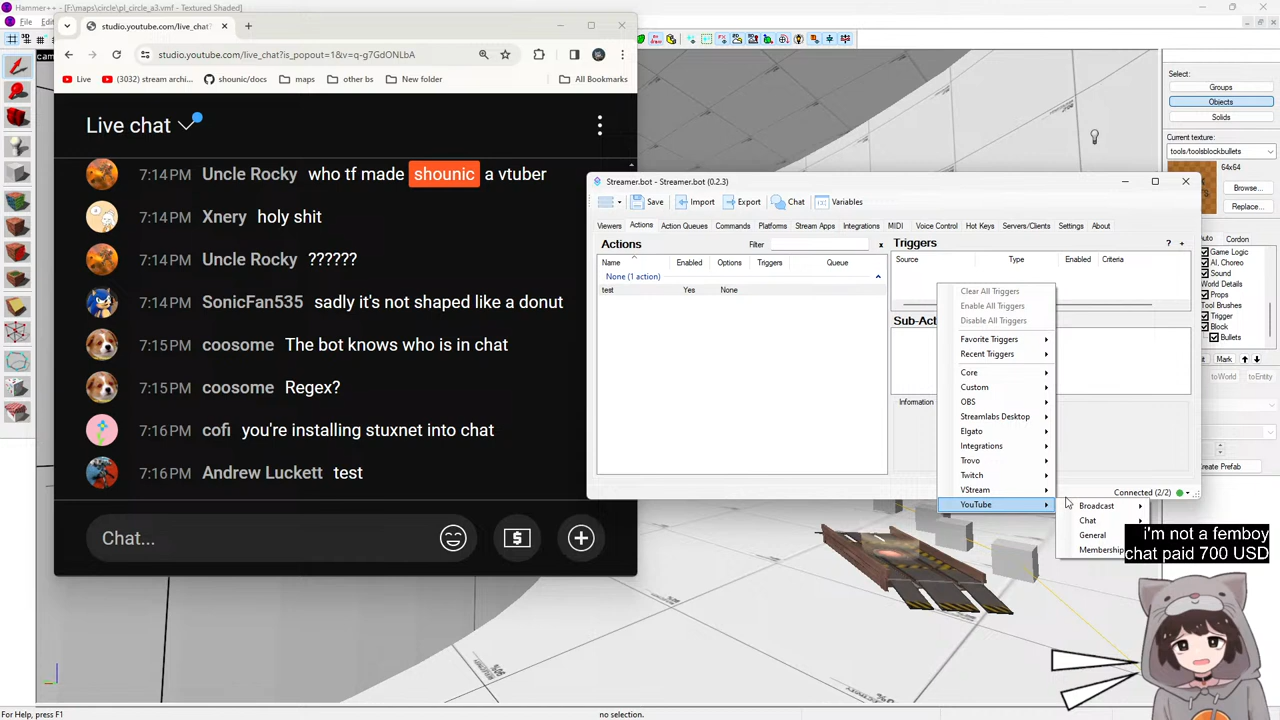 Hammer++ - [F:\maps\circle\pl_circle_a3.vmf - Textured Shaded]
File
Edit
cam
studio.youtube.com/live_chat?
studio.youtube.com/live_chat?is_popout=1&v=q-g7GdONLbA
Live
(3032) stream archi...
shounic/docs
maps
other bs
New folder
All Bookmarks
Live chat
7:14 PM Uncle Rocky who tf made shounic a vtuber
7:14 PM Xnery holy shit
7:14 PM Uncle Rocky ??????
7:14 PM SonicFan535 sadly it's not shaped like a donut
7:15 PM coosome The bot knows who is in chat
7:15 PM coosome Regex?
7:16 PM cofi you're installing stuxnet into chat
7:16 PM Andrew Luckett test
Chat...
Streamer.bot - Streamer.bot (0.2.3)
Save
Import
Export
Chat
Variables
Viewers
Actions
Action Queues
Commands
Platforms
Stream Apps
Integrations
MIDI
Voice Control
Hot Keys
Servers/Clients
Settings
About
Actions
Filter
x
Name
Enabled
Options
Triggers
Queue
None (1 action)
test
Yes
None
Triggers
? +
Source
Type
Enabled
Criteria
Sub-Act
Information
Clear All Triggers
Enable All Triggers
Disable All Triggers
Favorite Triggers
Recent Triggers
Core
Custom
OBS
Streamlabs Desktop
Elgato
Integrations
Trovo
Twitch
VStream
YouTube
Broadcast
Chat
General
Membership
Connected (2/2)
i'm not a femboy
chat paid 700 USD
Select:
Groups
Objects
Solids
Current texture:
tools/toolsblockbullets
64x64
Browse...
Replace...
Auto
Cordon
Game Logic
AI, Choreo
Sound
World Details
Props
Tool Brushes
Trigger
Block
Bullets
Mark
toWorld
toEntity
Create Prefab
For Help, press F1
no selection.